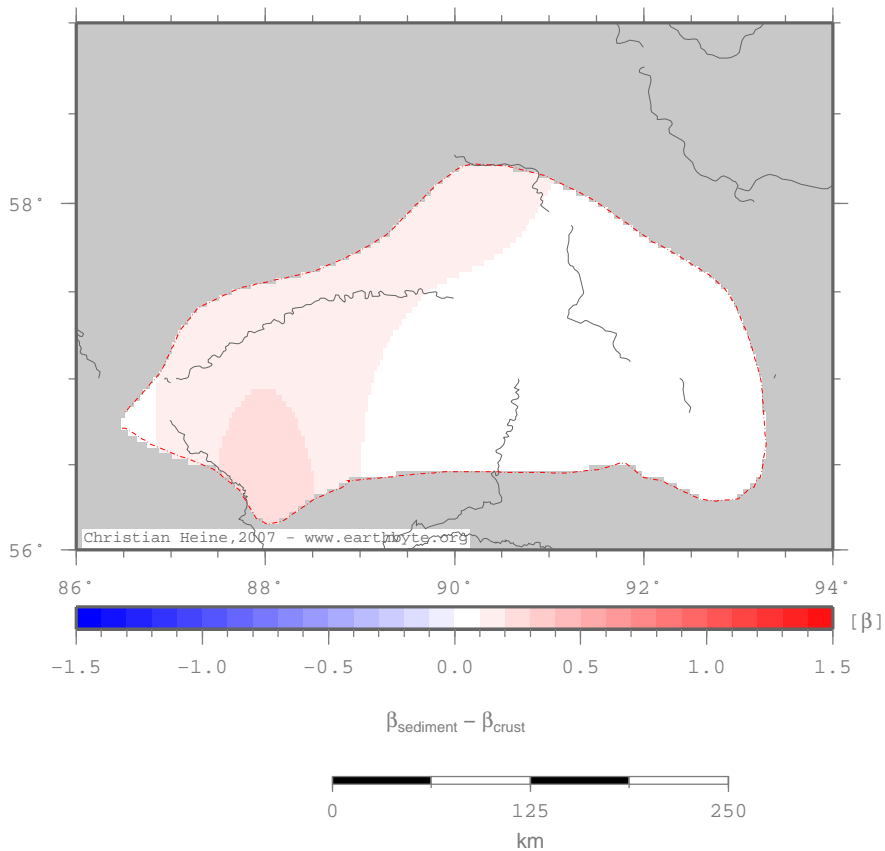 58°
Christian Heine, 2007 - www.earthbyte.org
56°
86° 88° 90° 92° 94°
[β]
-1.5 -1.0 -0.5 0.0 0.5 1.0 1.5
βsediment − βcrust
0 125 250
km